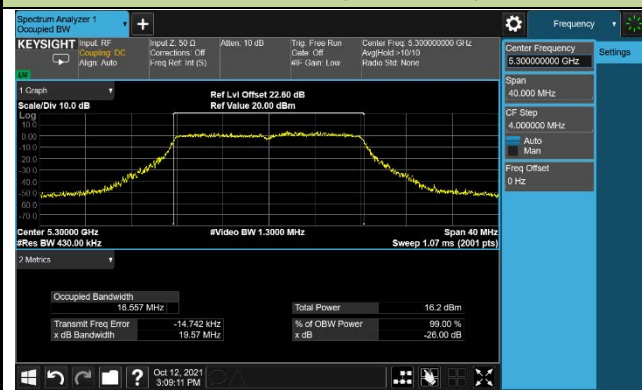 Spectrum Analyzer 1
Occupied BW
+
Frequency
KEYSIGHT
Input: RF
Coupling: DC
Align: Auto
Input Z: 50 Ω
Corrections: Off
Freq Ref: Int (S)
Atten: 10 dB
Trig: Free Run
Gate: Off
#IF Gain: Low
Center Freq: 5.300000000 GHz
Avg|Hold:>10/10
Radio Std: None
Center Frequency
5.300000000 GHz
Settings
Span
40.000 MHz
CF Step
4.000000 MHz
Auto
Man
Freq Offset
0 Hz
1 Graph
Scale/Div 10.0 dB
Ref Lvl Offset 22.60 dB
Ref Value 20.00 dBm
Log
10.0
0.00
-10.0
-20.0
-30.0
-40.0
-50.0
-60.0
-70.0
Center 5.30000 GHz
#Video BW 1.3000 MHz
Span 40 MHz
#Res BW 430.00 kHz
Sweep 1.07 ms (2001 pts)
2 Metrics
Occupied Bandwidth
16.557 MHz
Total Power
16.2 dBm
Transmit Freq Error
-14.742 kHz
% of OBW Power
99.00 %
x dB Bandwidth
19.57 MHz
x dB
-26.00 dB
?
Oct 12, 2021
3:09:11 PM